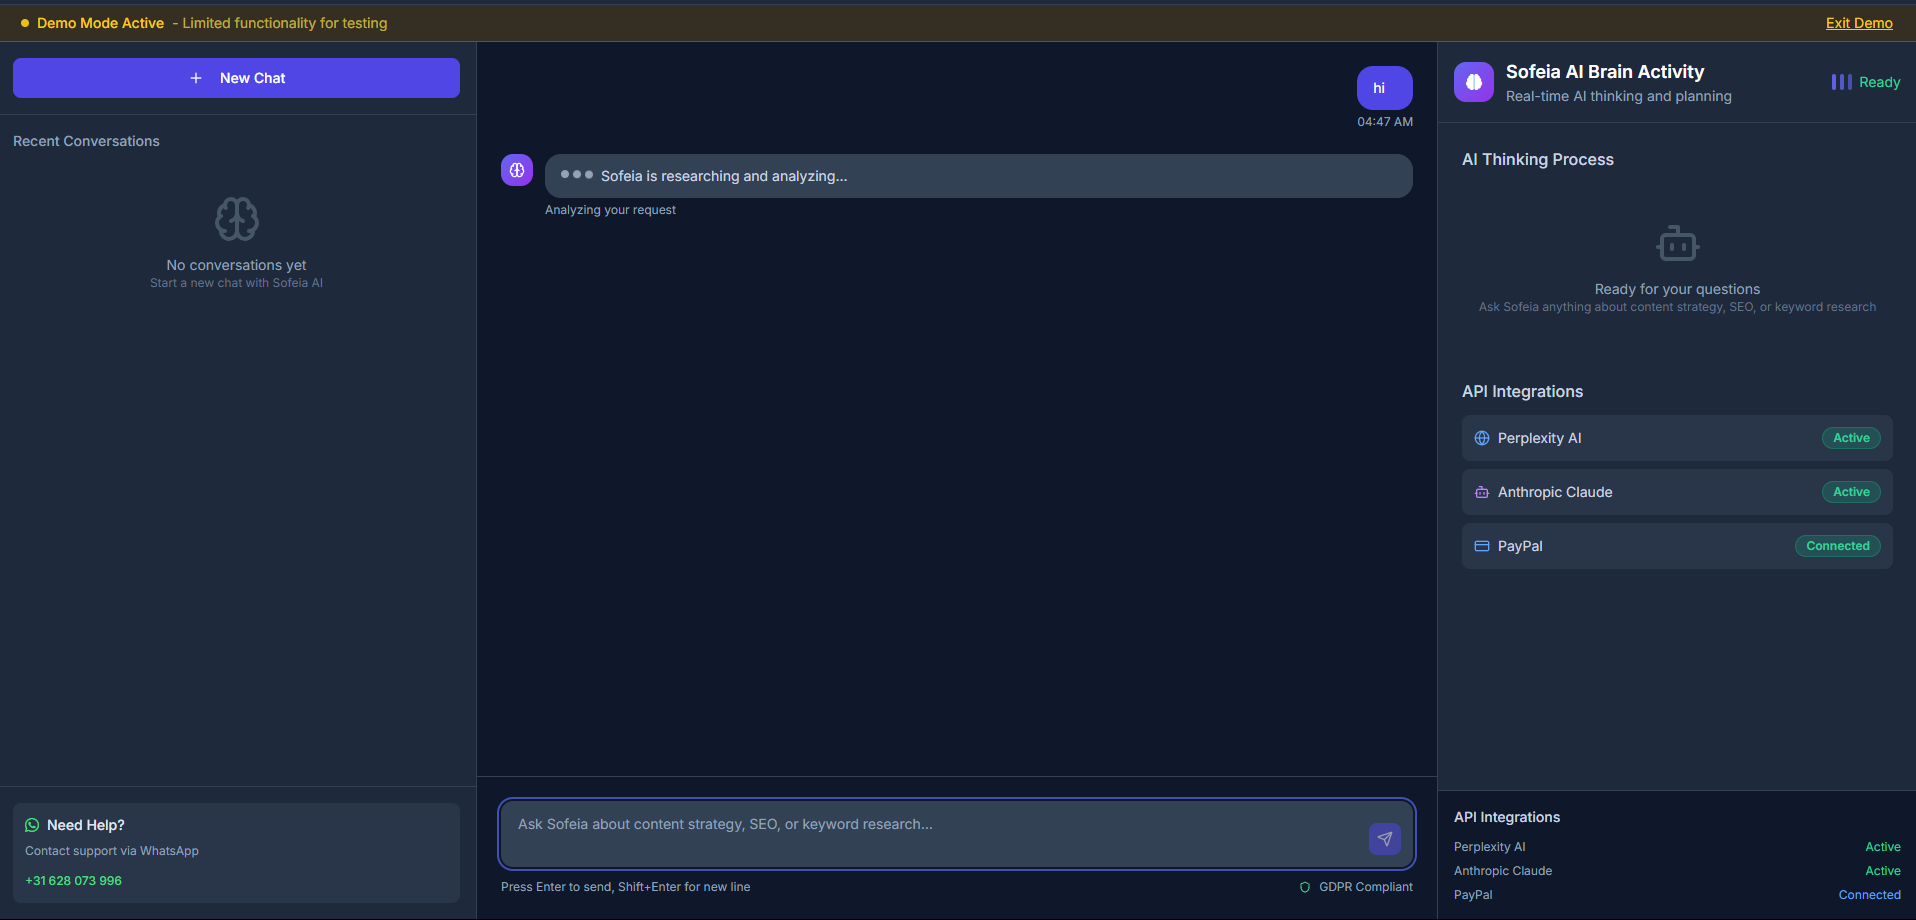 Demo Mode Active - Limited functionality for testing
Exit Demo
New Chat
Recent Conversations
No conversations yet
Start a new chat with Sofeia AI
Need Help?
Contact support via WhatsApp
+31 628 073 996
hi
04:47 AM
Sofeia is researching and analyzing...
Analyzing your request
Ask Sofeia about content strategy, SEO, or keyword research...
Press Enter to send, Shift+Enter for new line
GDPR Compliant
Sofeia AI Brain Activity
Real-time AI thinking and planning
Ready
AI Thinking Process
Ready for your questions
Ask Sofeia anything about content strategy, SEO, or keyword research
API Integrations
Perplexity AI Active
Anthropic Claude Active
PayPal Connected
API Integrations
Perplexity AI Active
Anthropic Claude Active
PayPal Connected